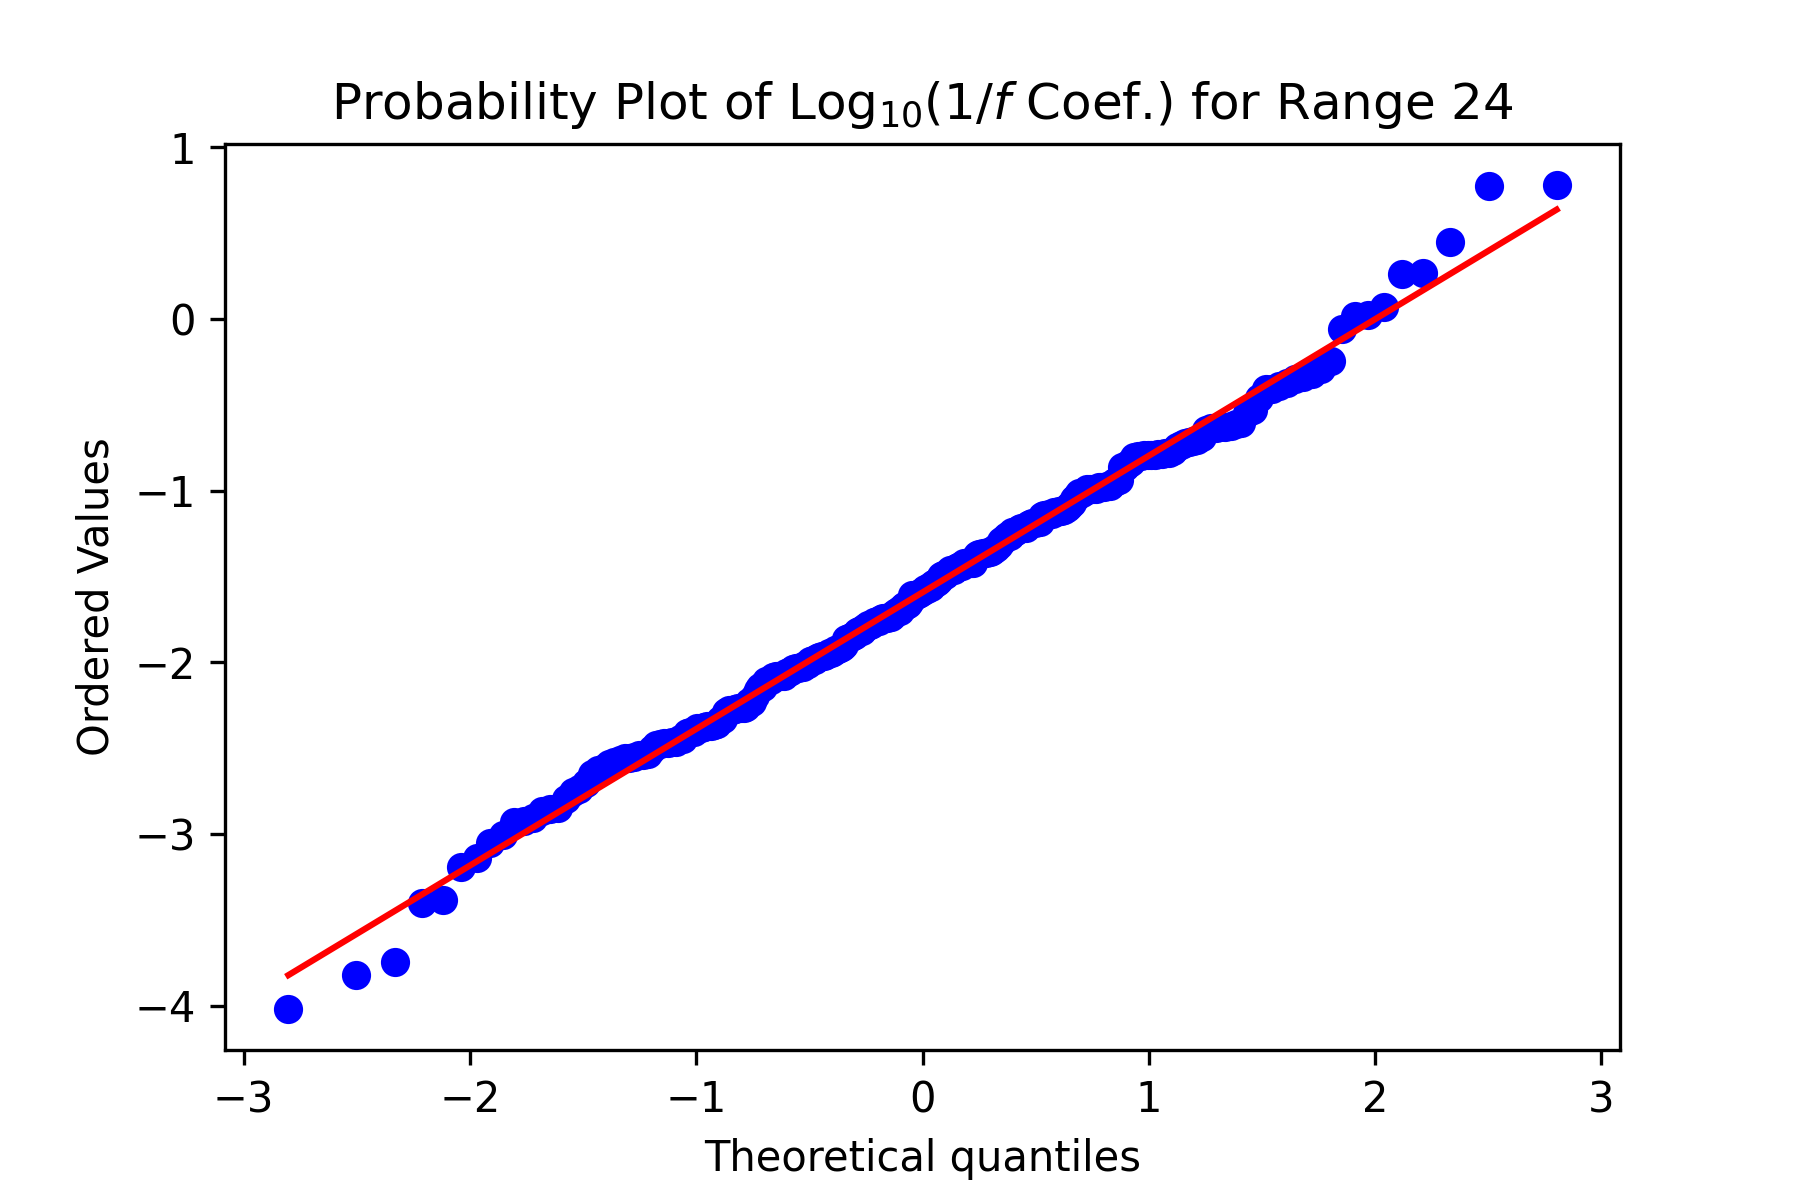 Probability Plot of Log₁₀(1/f Coef.) for Range 24
1
0
−1
−2
−3
−4
Ordered Values
−3 −2 −1 0 1 2 3
Theoretical quantiles